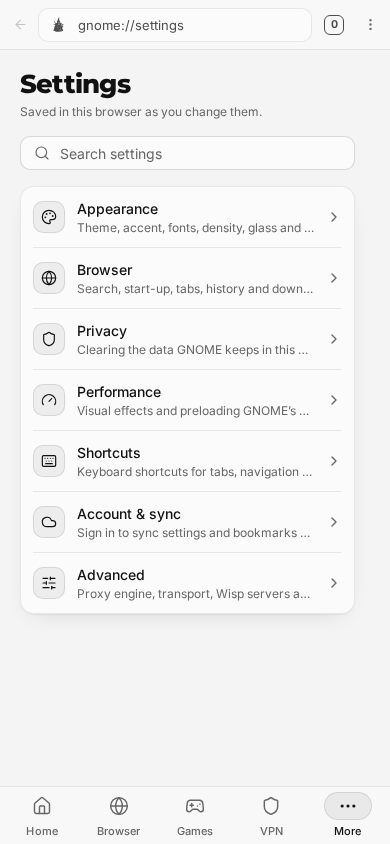 gnome://settings
0
Settings
Saved in this browser as you change them.
Search settings
Appearance
Theme, accent, fonts, density, glass and ...
Browser
Search, start-up, tabs, history and down...
Privacy
Clearing the data GNOME keeps in this ...
Performance
Visual effects and preloading GNOME's ...
Shortcuts
Keyboard shortcuts for tabs, navigation ...
Account & sync
Sign in to sync settings and bookmarks ...
Advanced
Proxy engine, transport, Wisp servers a...
Home
Browser
Games
VPN
More